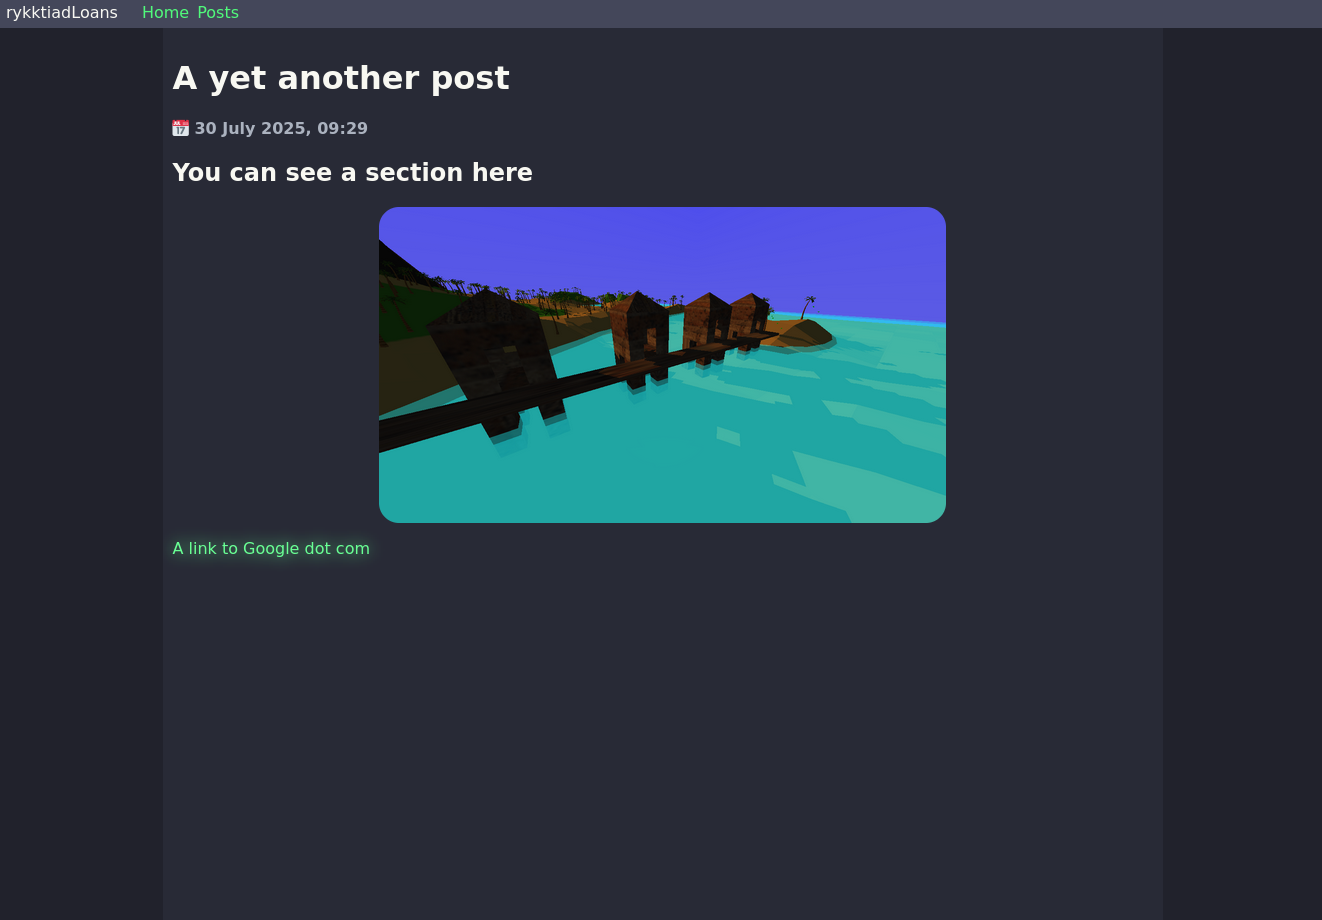 rykktiadLoans Home Posts
A yet another post
📅 30 July 2025, 09:29
You can see a section here
A link to Google dot com